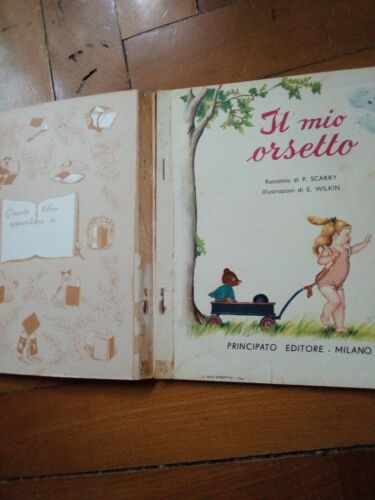 Questo libro
appartiene a...
Il mio
orsetto
Racconto di P. SCARRY
Illustrazioni di E. WILKIN
PRINCIPATO EDITORE - MILANO